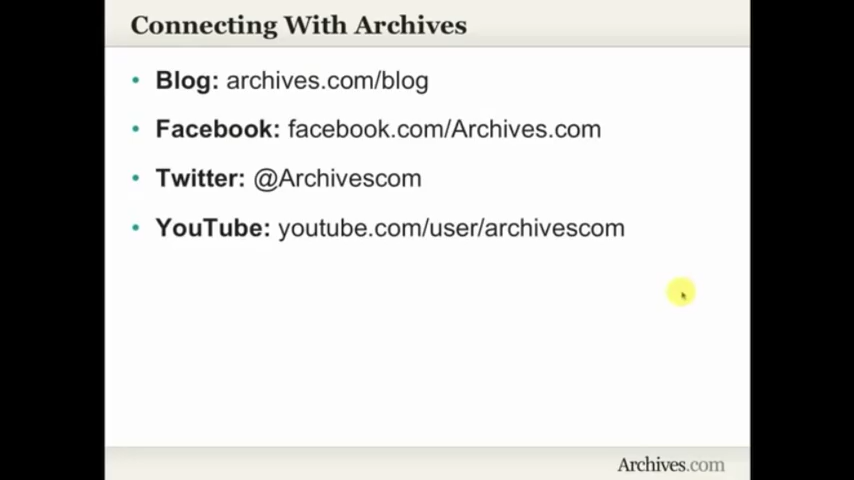 Connecting With Archives
• Blog: archives.com/blog
• Facebook: facebook.com/Archives.com
• Twitter: @Archivescom
• YouTube: youtube.com/user/archivescom
Archives.com